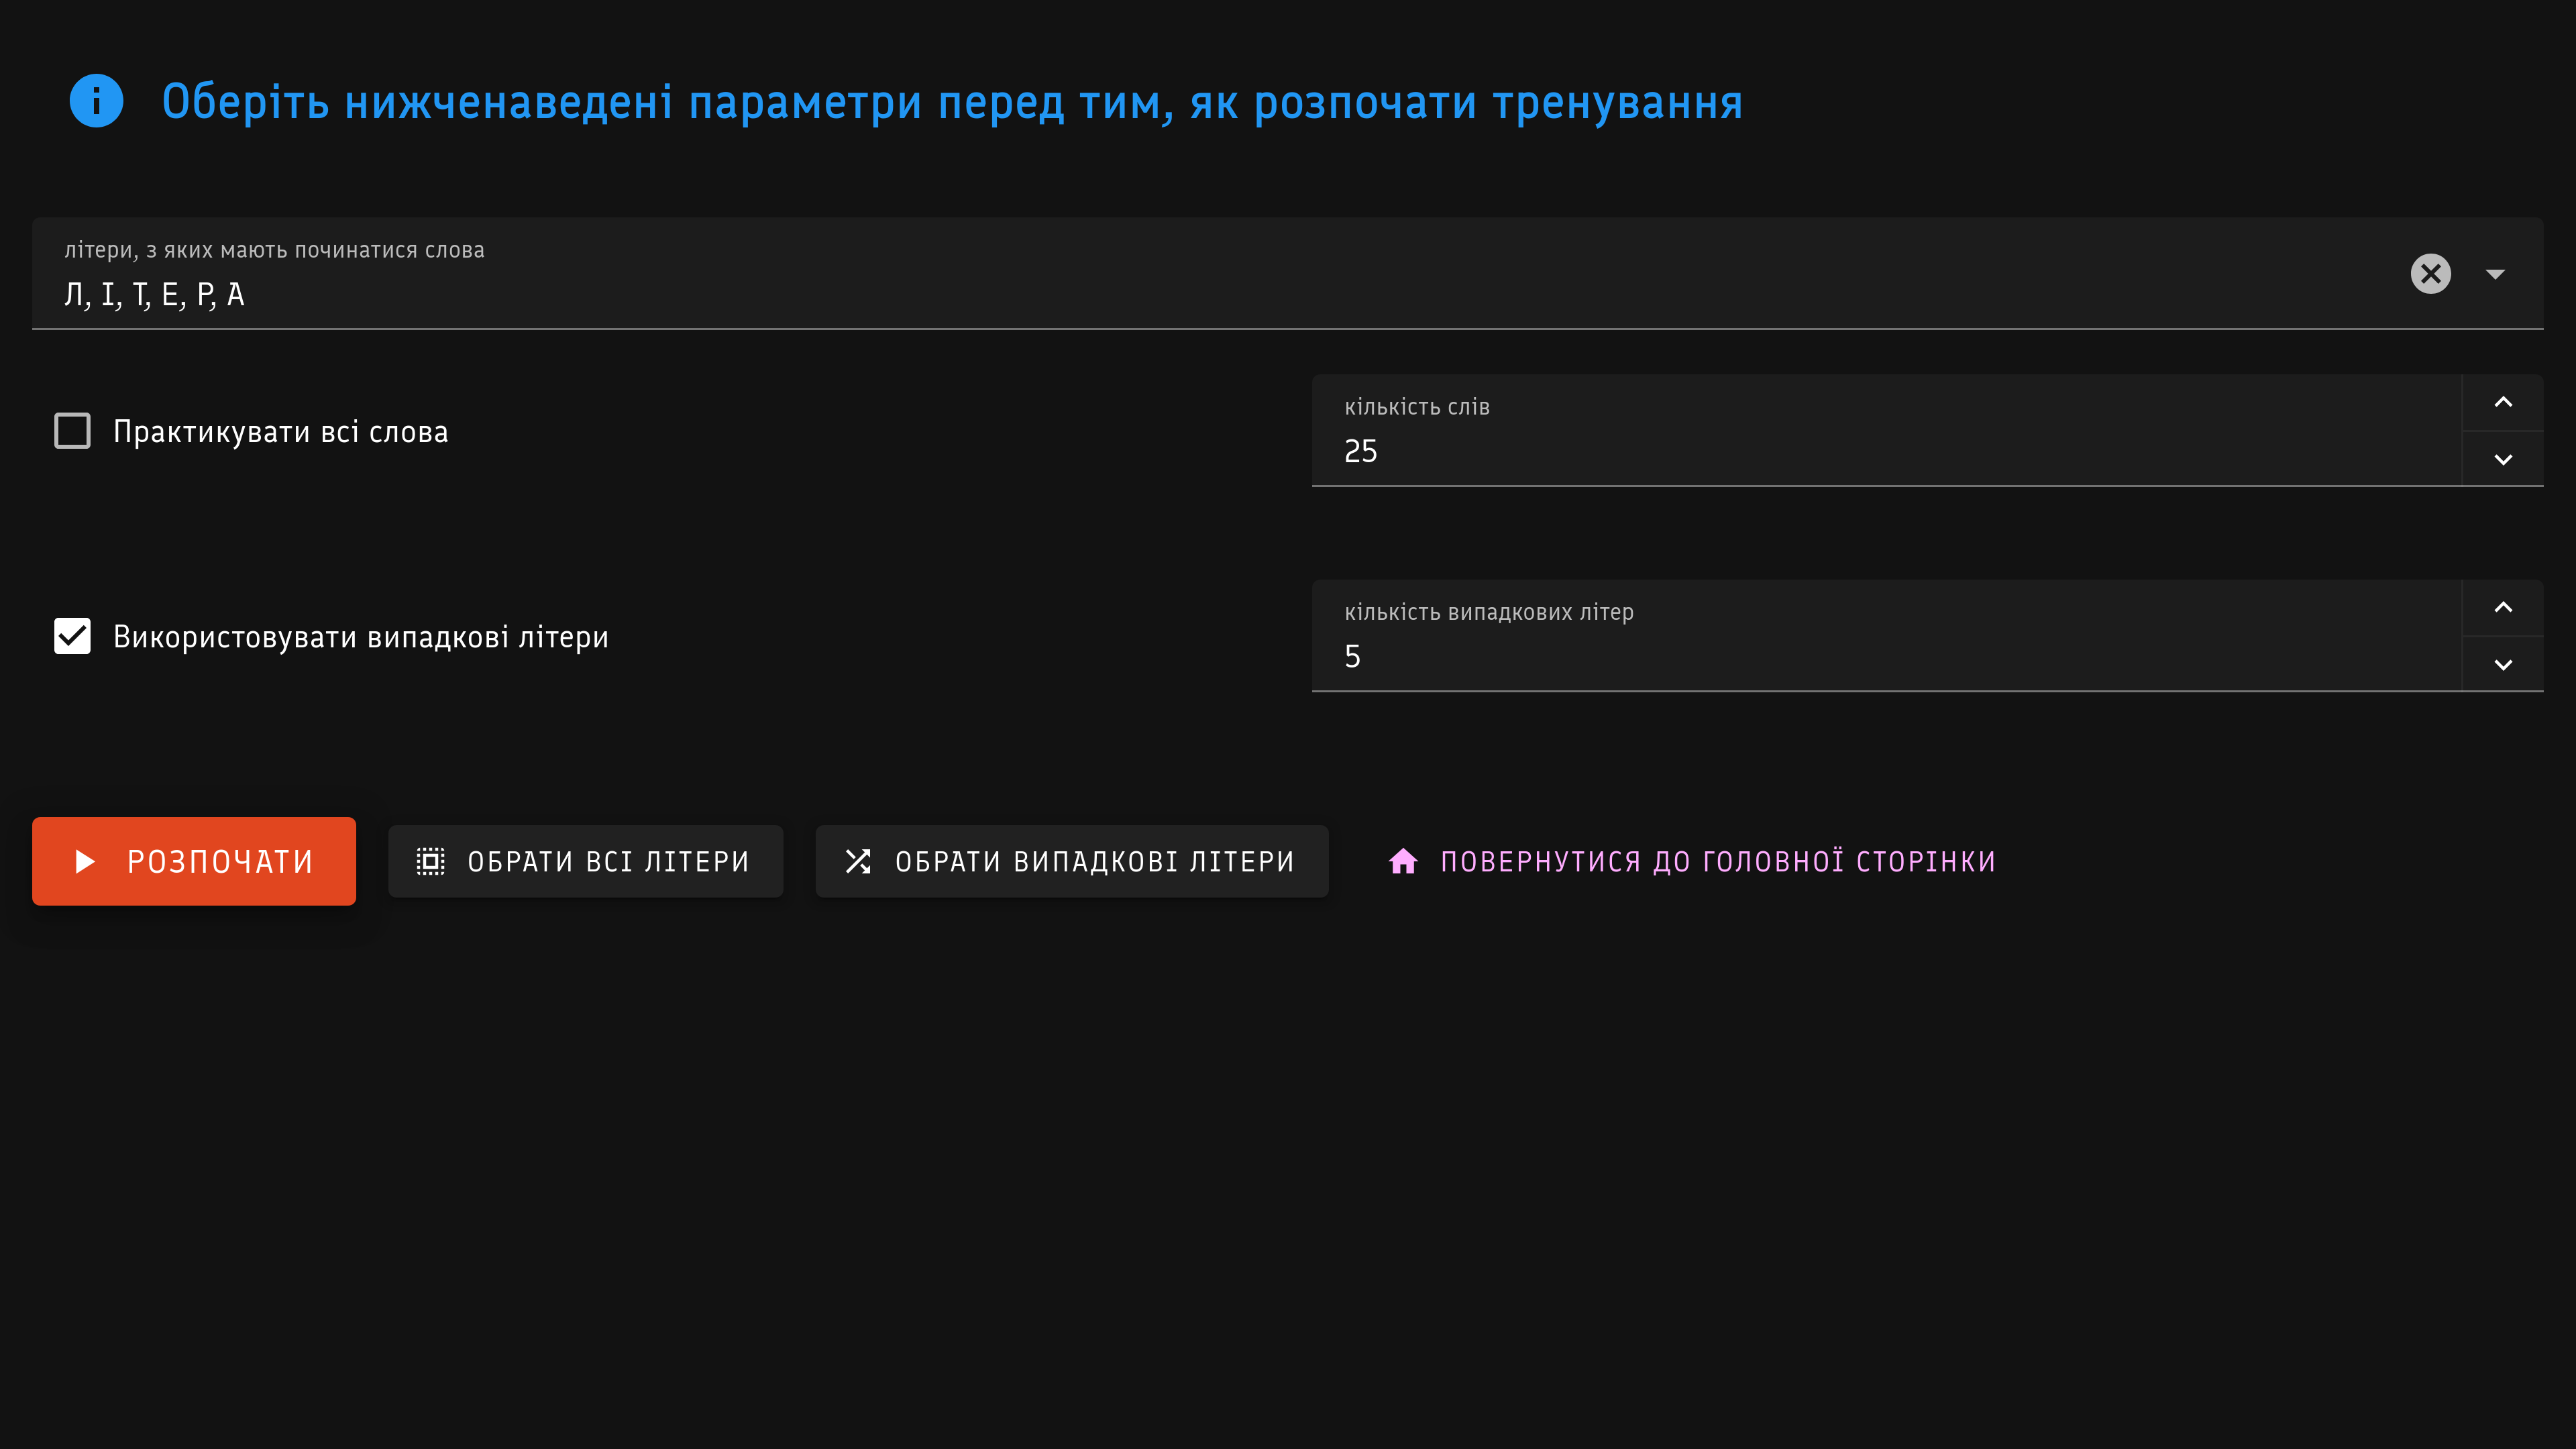 Оберіть нижченаведені параметри перед тим, як розпочати тренування
літери, з яких мають починатися слова
Л, І, Т, Е, Р, А
Практикувати всі слова
кількість слів
25
Використовувати випадкові літери
кількість випадкових літер
5
РОЗПОЧАТИ
ОБРАТИ ВСІ ЛІТЕРИ
ОБРАТИ ВИПАДКОВІ ЛІТЕРИ
ПОВЕРНУТИСЯ ДО ГОЛОВНОЇ СТОРІНКИ